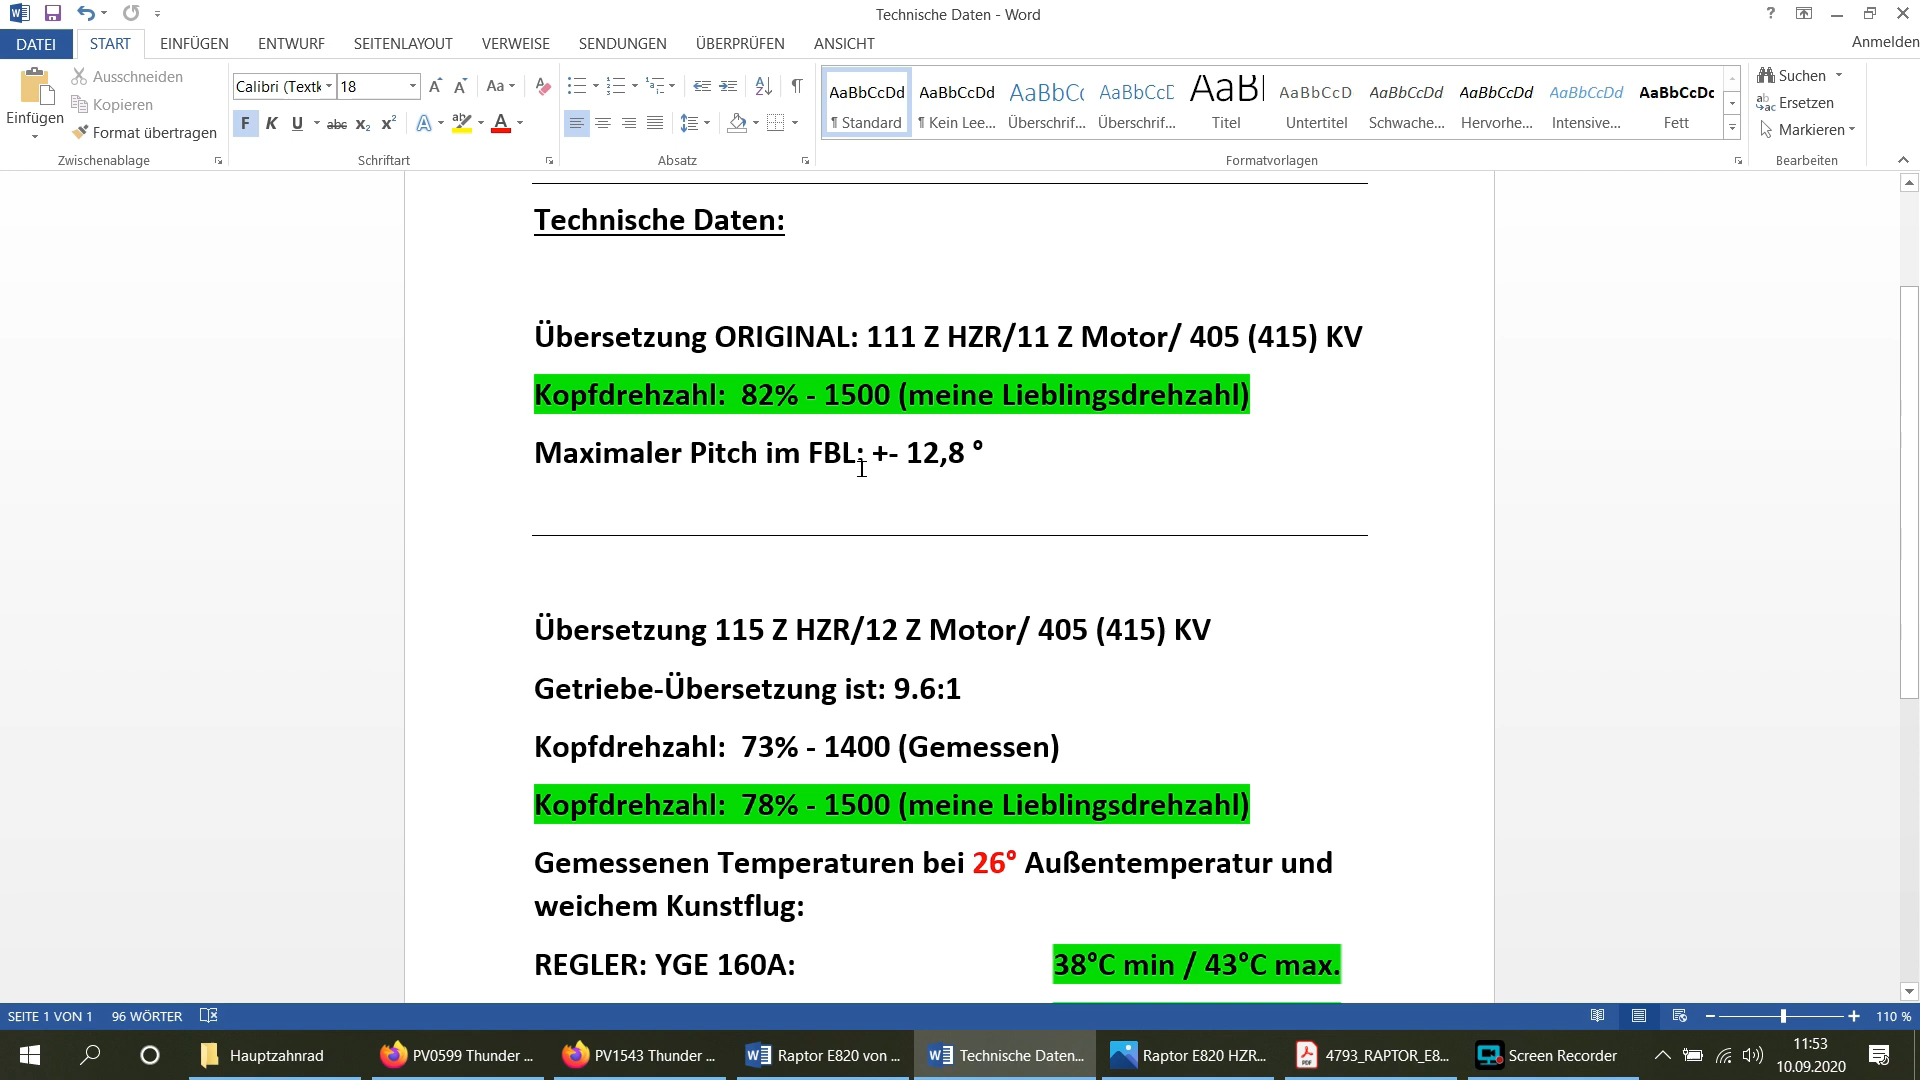 Technische Daten - Word
?
DATEI START EINFÜGEN ENTWURF SEITENLAYOUT VERWEISE SENDUNGEN ÜBERPRÜFEN ANSICHT
Anmelden
Einfügen
Ausschneiden
Kopieren
Format übertragen
Zwischenablage
Calibri (Textk 18
Aa
F K U abc x₂ x²
A ab A
Schriftart
Absatz
AaBbCcDd AaBbCcDd AaBbCc AaBbCcE AaBl AaBbCcD AaBbCcDd AaBbCcDd AaBbCcDd AaBbCcDc
¶ Standard ¶ Kein Lee... Überschrif... Überschrif... Titel Untertitel Schwache... Hervorhe... Intensive... Fett
Formatvorlagen
Suchen
Ersetzen
Markieren
Bearbeiten
Technische Daten:
Übersetzung ORIGINAL: 111 Z HZR/11 Z Motor/ 405 (415) KV
Kopfdrehzahl: 82% - 1500 (meine Lieblingsdrehzahl)
Maximaler Pitch im FBL: +- 12,8 °
Übersetzung 115 Z HZR/12 Z Motor/ 405 (415) KV
Getriebe-Übersetzung ist: 9.6:1
Kopfdrehzahl: 73% - 1400 (Gemessen)
Kopfdrehzahl: 78% - 1500 (meine Lieblingsdrehzahl)
Gemessenen Temperaturen bei 26° Außentemperatur und
weichem Kunstflug:
REGLER: YGE 160A: 38°C min / 43°C max.
SEITE 1 VON 1 96 WÖRTER
110 %
Hauptzahnrad
PV0599 Thunder ...
PV1543 Thunder ...
Raptor E820 von ...
Technische Daten...
Raptor E820 HZR...
4793_RAPTOR_E8...
Screen Recorder
11:53
10.09.2020